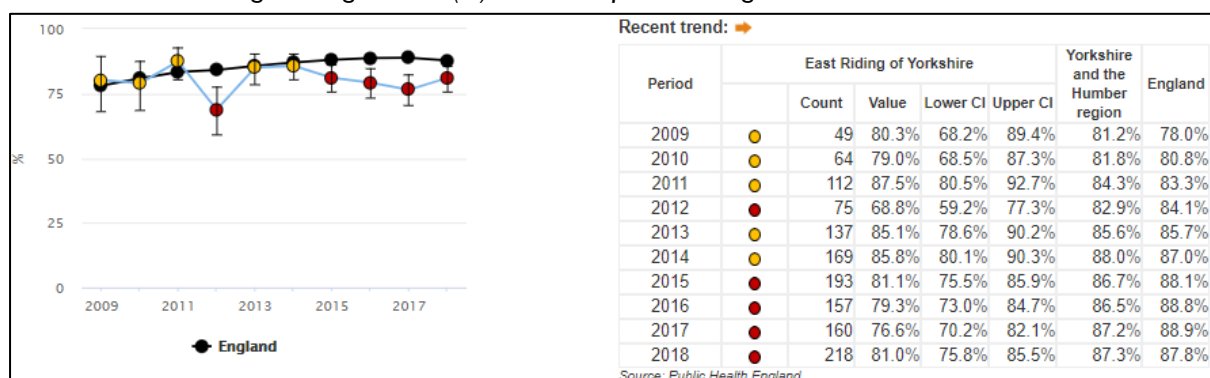 100
75
50
25
0
%
2009 2011 2013 2015 2017
England
Recent trend:
Period East Riding of Yorkshire Yorkshire and the Humber region England
Count Value Lower CI Upper CI
2009 49 80.3% 68.2% 89.4% 81.2% 78.0%
2010 64 79.0% 68.5% 87.3% 81.8% 80.8%
2011 112 87.5% 80.5% 92.7% 84.3% 83.3%
2012 75 68.8% 59.2% 77.3% 82.9% 84.1%
2013 137 85.1% 78.6% 90.2% 85.6% 85.7%
2014 169 85.8% 80.1% 90.3% 88.0% 87.0%
2015 193 81.1% 75.5% 85.9% 86.7% 88.1%
2016 157 79.3% 73.0% 84.7% 86.5% 88.8%
2017 160 76.6% 70.2% 82.1% 87.2% 88.9%
2018 218 81.0% 75.8% 85.5% 87.3% 87.8%
Source: Public Health England